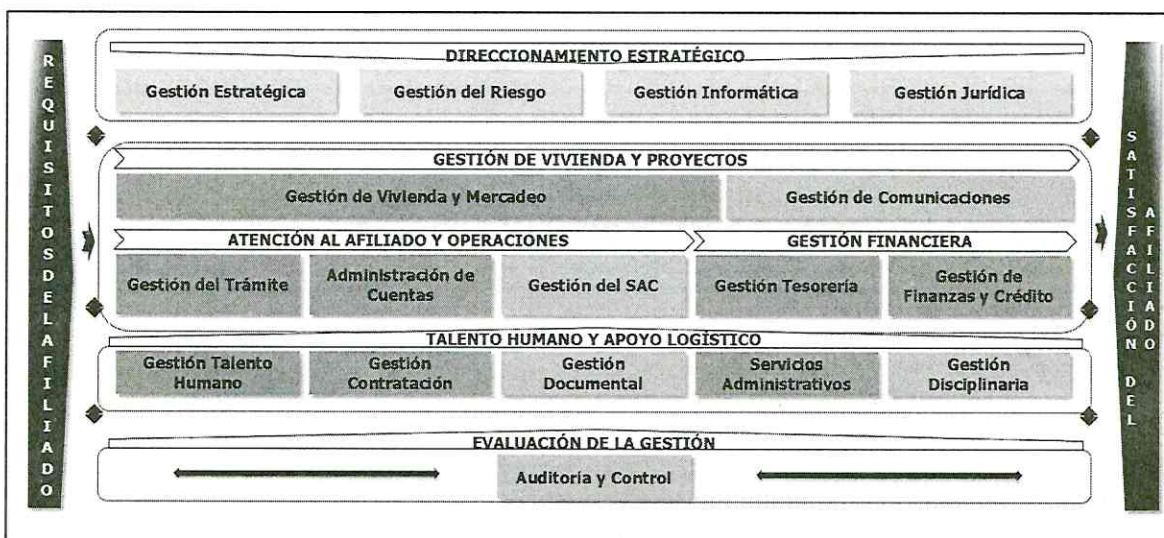 REQUISITOS DEL AFILIADO
DIRECCIONAMIENTO ESTRATÉGICO
Gestión Estratégica
Gestión del Riesgo
Gestión Informática
Gestión Jurídica
GESTIÓN DE VIVIENDA Y PROYECTOS
Gestión de Vivienda y Mercadeo
Gestión de Comunicaciones
ATENCIÓN AL AFILIADO Y OPERACIONES
GESTIÓN FINANCIERA
Gestión del Trámite
Administración de
Cuentas
Gestión del SAC
Gestión Tesorería
Gestión de
Finanzas y Crédito
TALENTO HUMANO Y APOYO LOGÍSTICO
Gestión Talento
Humano
Gestión
Contratación
Gestión
Documental
Servicios
Administrativos
Gestión
Disciplinaria
EVALUACIÓN DE LA GESTIÓN
Auditoría y Control
SATISFACCIÓN DEL
AFILIADO